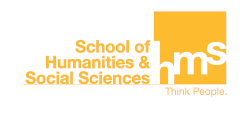 School of
Humanities &
Social Sciences
hms
Think People.